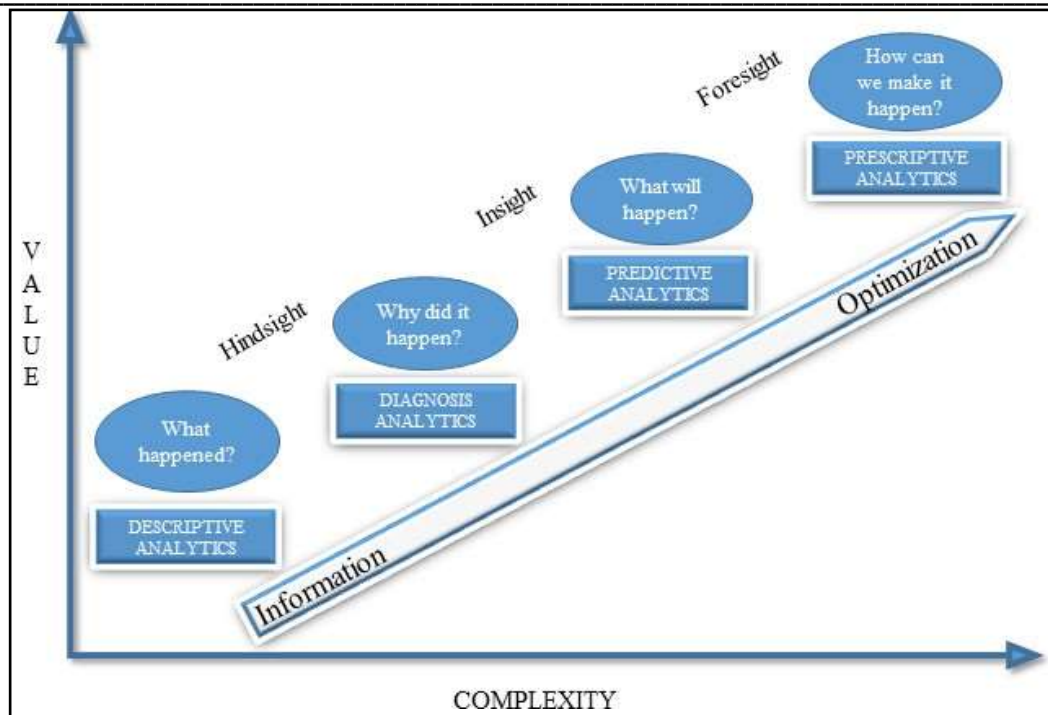 How can
we make it
happen?
Foresight
PRESCRIPTIVE
ANALYTICS
What will
happen?
Insight
PREDICTIVE
ANALYTICS
Optimization
Why did it
happen?
Hindsight
DIAGNOSIS
ANALYTICS
V
A
L
U
E
What
happened?
DESCRIPTIVE
ANALYTICS
Information
COMPLEXITY